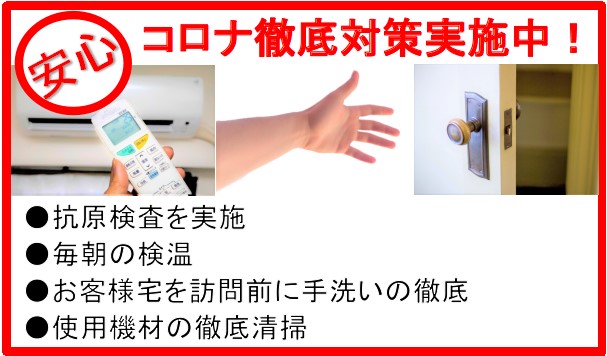 安心
コロナ徹底対策実施中！
●抗原検査を実施
●毎朝の検温
●お客様宅を訪問前に手洗いの徹底
●使用機材の徹底清掃